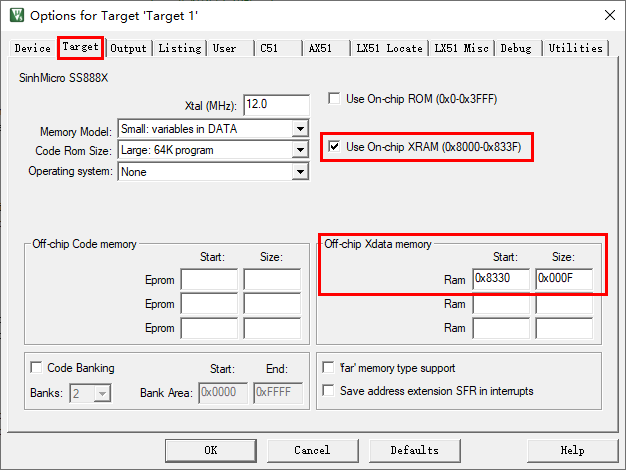 Options for Target 'Target 1'
Device Target Output Listing User C51 AX51 LX51 Locate LX51 Misc Debug Utilities
SinhMicro SS888X
Xtal (MHz): 12.0
Use On-chip ROM (0x0-0x3FFF)
Memory Model: Small: variables in DATA
Code Rom Size: Large: 64K program
Use On-chip XRAM (0x8000-0x833F)
Operating system: None
Off-chip Code memory
Start: Size:
Eprom
Eprom
Eprom
Off-chip Xdata memory
Start: Size:
Ram 0x8330 0x000F
Ram
Ram
Code Banking Start: End:
Banks: 2 Bank Area: 0x0000 0xFFFF
'far' memory type support
Save address extension SFR in interrupts
OK Cancel Defaults Help